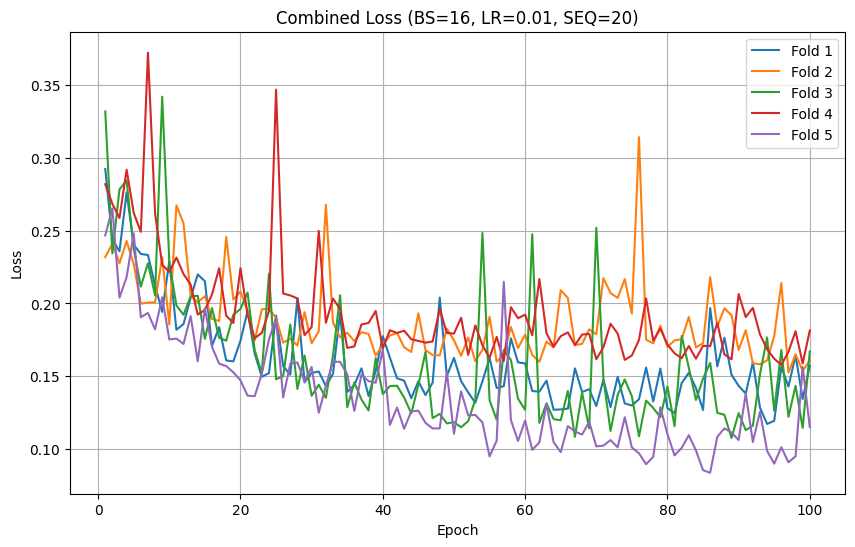 Combined Loss (BS=16, LR=0.01, SEQ=20)
Fold 1
Fold 2
Fold 3
Fold 4
Fold 5
Loss
0.35
0.30
0.25
0.20
0.15
0.10
0
20
40
60
80
100
Epoch